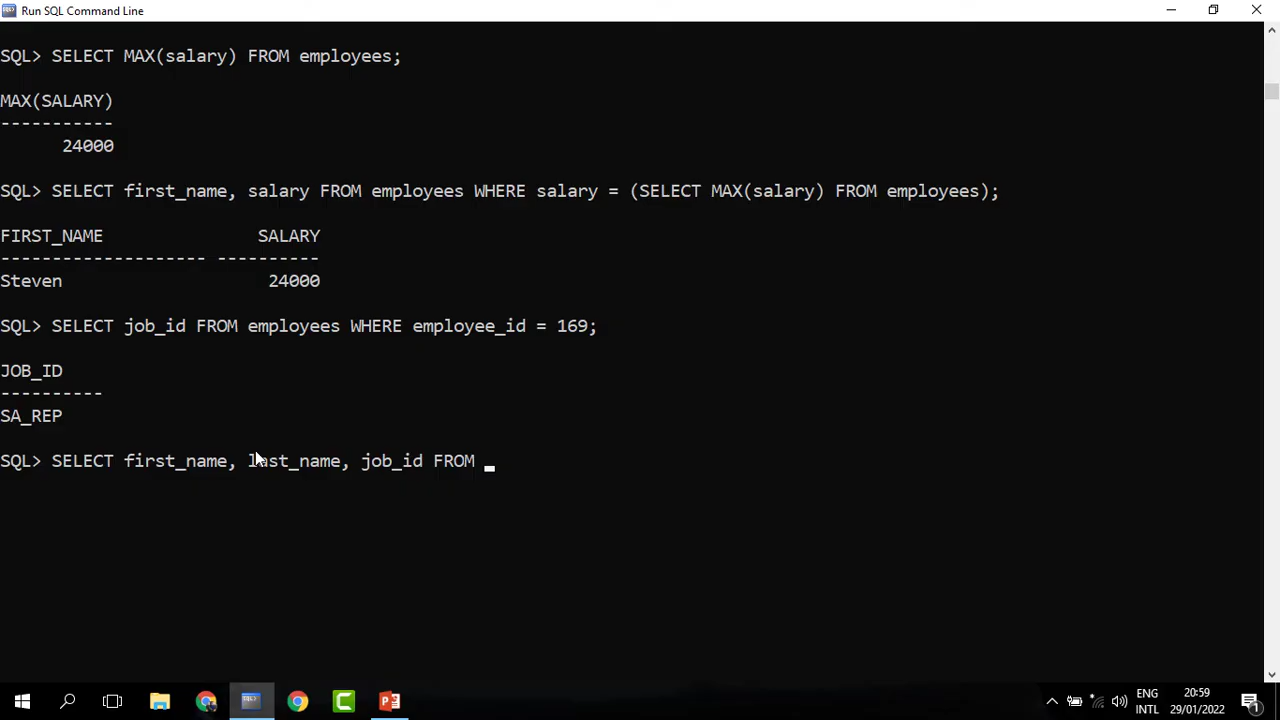 Run SQL Command Line
SQL> SELECT MAX(salary) FROM employees;
MAX(SALARY)
-----------
24000
SQL> SELECT first_name, salary FROM employees WHERE salary = (SELECT MAX(salary) FROM employees);
FIRST_NAME SALARY
-------------------- ----------
Steven 24000
SQL> SELECT job_id FROM employees WHERE employee_id = 169;
JOB_ID
----------
SA_REP
SQL> SELECT first_name, last_name, job_id FROM _
ENG 20:59
INTL 29/01/2022 1